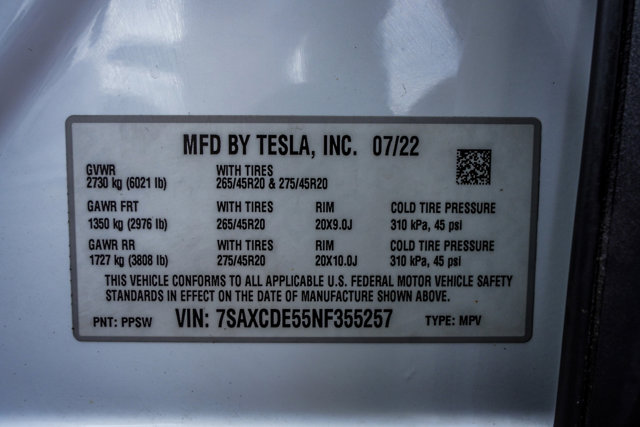 MFD BY TESLA, INC. 07/22
GVWR WITH TIRES
2730 kg (6021 lb) 265/45R20 & 275/45R20
GAWR FRT WITH TIRES RIM COLD TIRE PRESSURE
1350 kg (2976 lb) 265/45R20 20X9.0J 310 kPa, 45 psi
GAWR RR WITH TIRES RIM COLD TIRE PRESSURE
1727 kg (3808 lb) 275/45R20 20X10.0J 310 kPa, 45 psi
THIS VEHICLE CONFORMS TO ALL APPLICABLE U.S. FEDERAL MOTOR VEHICLE SAFETY
STANDARDS IN EFFECT ON THE DATE OF MANUFACTURE SHOWN ABOVE.
PNT: PPSW VIN: 7SAXCDE55NF355257 TYPE: MPV